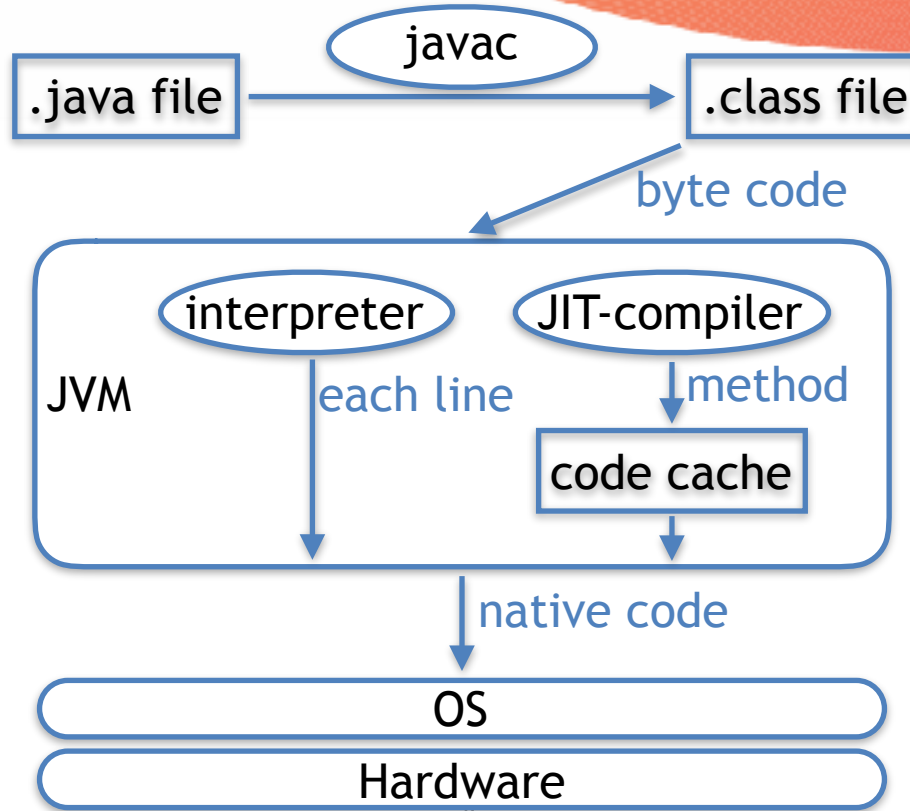 javac
.java file
.class file
byte code
interpreter
JIT-compiler
JVM
each line
method
code cache
native code
OS
Hardware